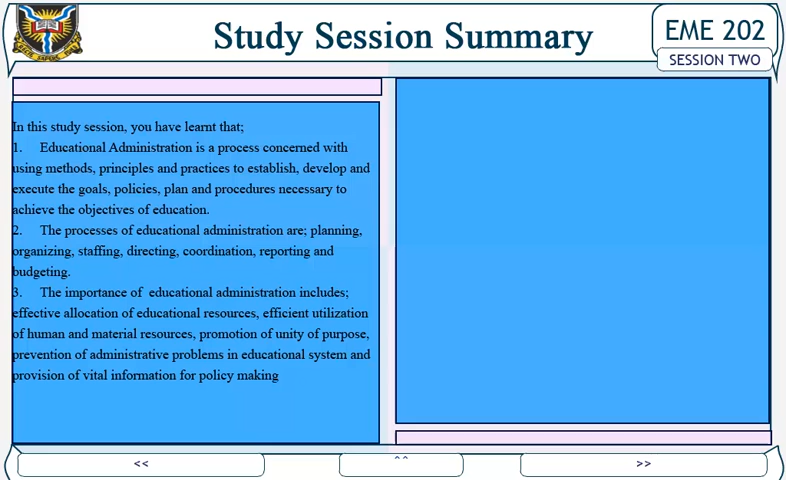 Study Session Summary
EME 202
SESSION TWO
In this study session, you have learnt that;
1. Educational Administration is a process concerned with
using methods, principles and practices to establish, develop and
execute the goals, policies, plan and procedures necessary to
achieve the objectives of education.
2. The processes of educational administration are; planning,
organizing, staffing, directing, coordination, reporting and
budgeting.
3. The importance of educational administration includes;
effective allocation of educational resources, efficient utilization
of human and material resources, promotion of unity of purpose,
prevention of administrative problems in educational system and
provision of vital information for policy making
<< ^^ >>